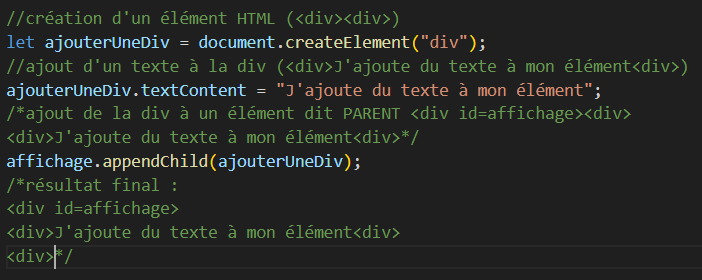 //création d'un élément HTML (<div><div>)
let ajouterUneDiv = document.createElement("div");
//ajout d'un texte à la div (<div>J'ajoute du texte à mon élément<div>)
ajouterUneDiv.textContent = "J'ajoute du texte à mon élément";
/*ajout de la div à un élément dit PARENT <div id=affichage><div>
<div>J'ajoute du texte à mon élément<div>*/
affichage.appendChild(ajouterUneDiv);
/*résultat final :
<div id=affichage>
<div>J'ajoute du texte à mon élément<div>
<div>*/